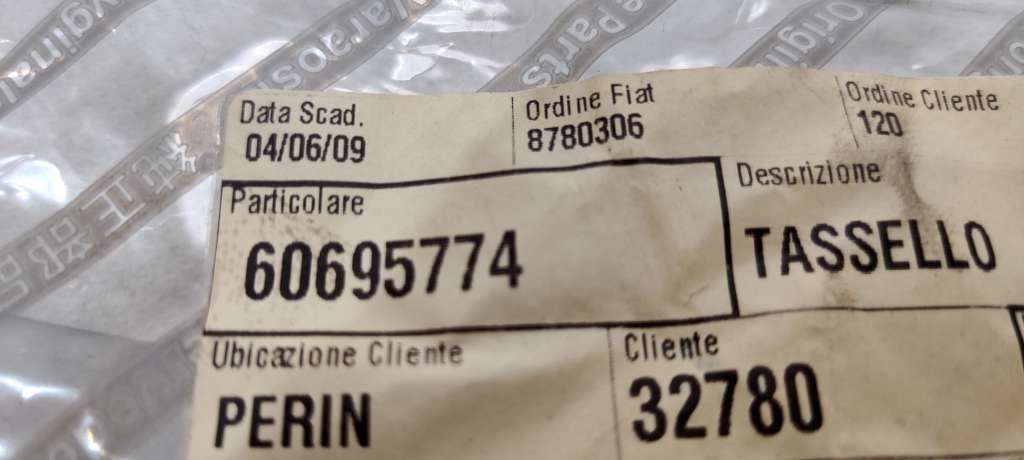 Data Scad.
04/06/09
Ordine Fiat
8780306
Ordine Cliente
120
Particolare
60695774
Descrizione
TASSELLO
Ubicazione Cliente
PERIN
Cliente
32780